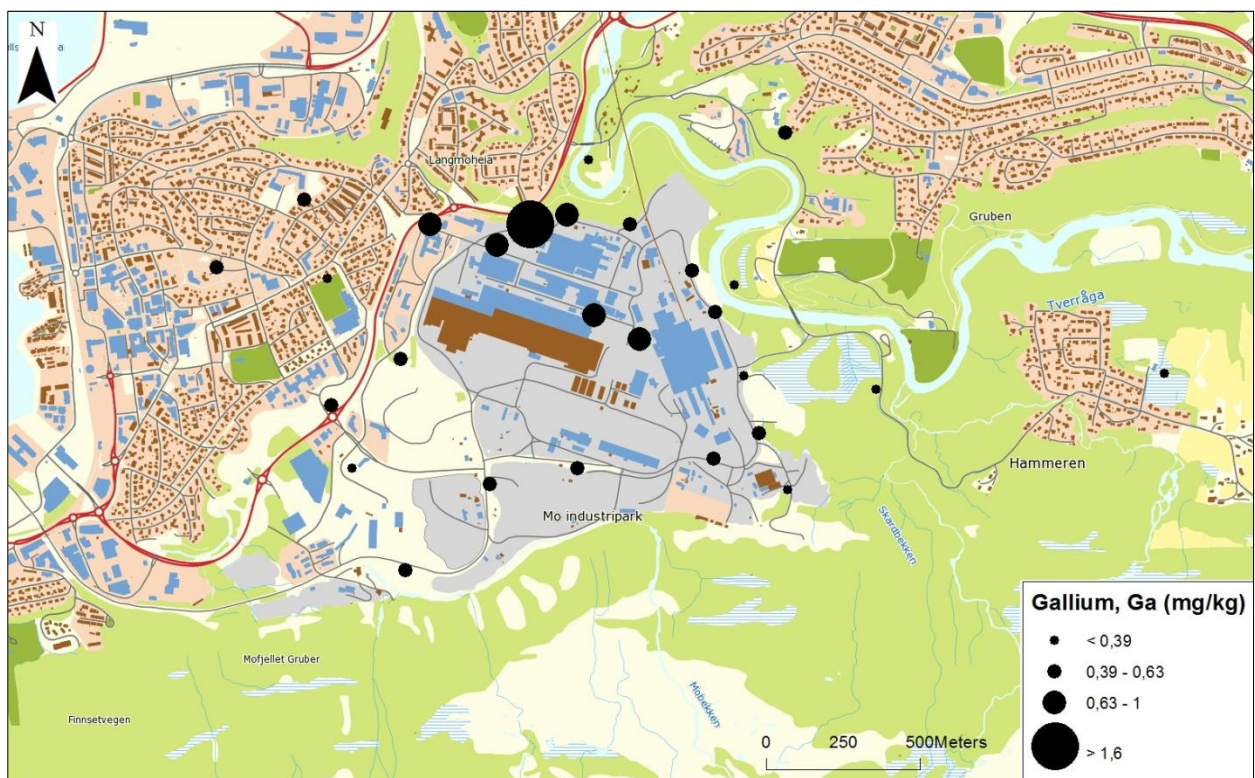 N
Langmoheia
Gruben
Tverråga
Hammeren
Mo industripark
Skardbekken
Mofjellet Gruber
Mobekken
Finnsetvegen
Gallium, Ga (mg/kg)
< 0,39
0,39 - 0,63
0,63 - 1
> 1,6
0 250 500Meters